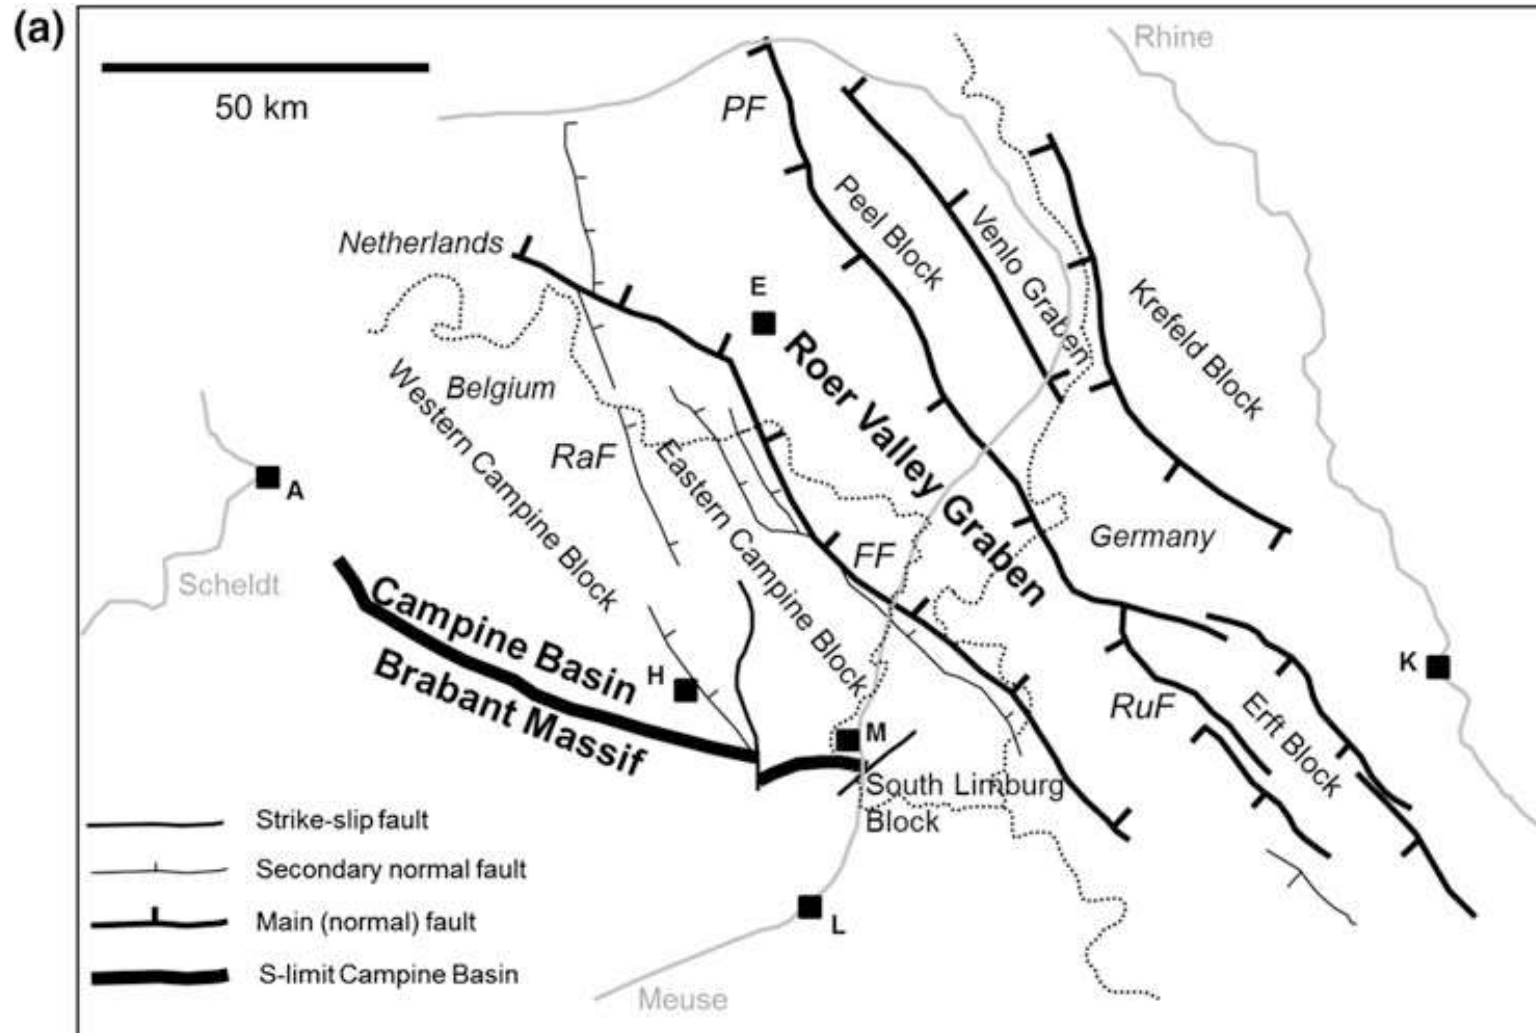 (a)
Rhine
50 km
PF
Peel Block
Venlo Graben
Netherlands
Krefeld Block
E
Roer Valley Graben
Belgium
Western Campine Block
RaF
Eastern Campine Block
A
FF
Germany
Scheldt
Campine Basin
Brabant Massif
H
K
RuF
Erft Block
M
South Limburg
Block
Strike-slip fault
Secondary normal fault
Main (normal) fault
S-limit Campine Basin
L
Meuse